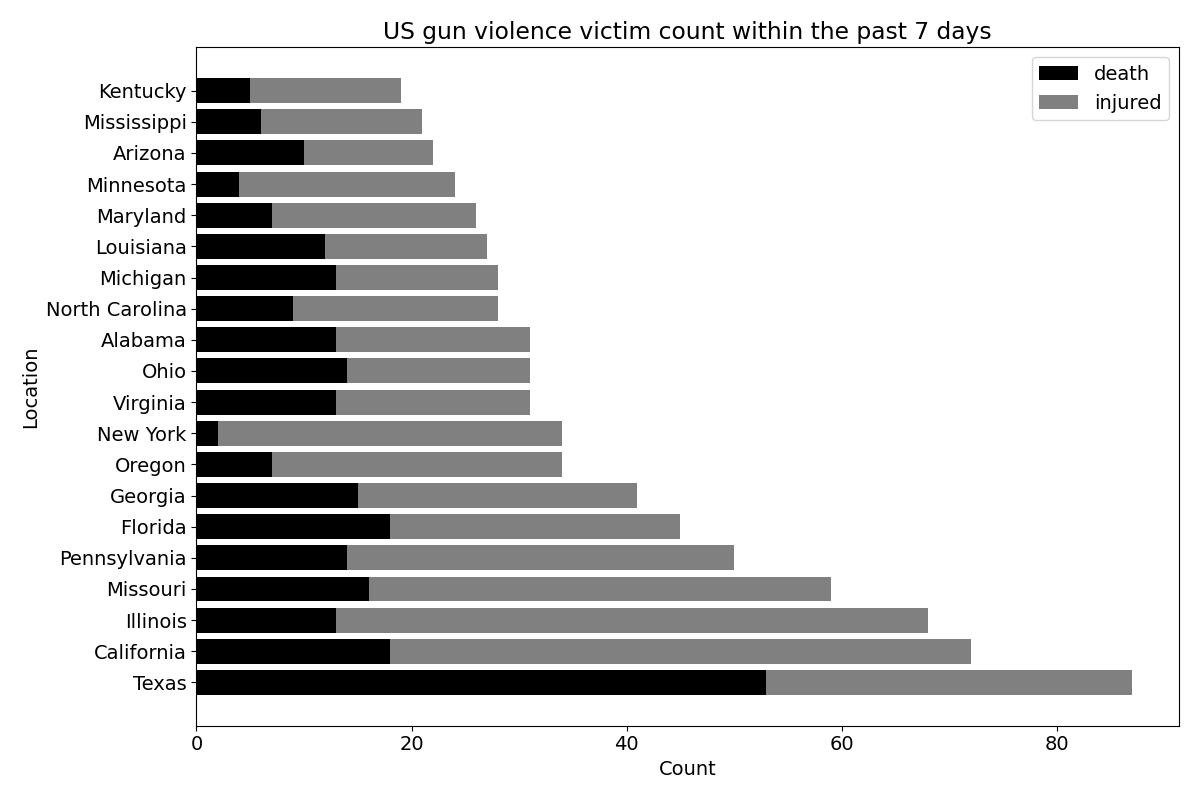 US gun violence victim count within the past 7 days
death
injured
Kentucky
Mississippi
Arizona
Minnesota
Maryland
Louisiana
Michigan
North Carolina
Alabama
Ohio
Virginia
New York
Oregon
Georgia
Florida
Pennsylvania
Missouri
Illinois
California
Texas
Location
0 20 40 60 80
Count